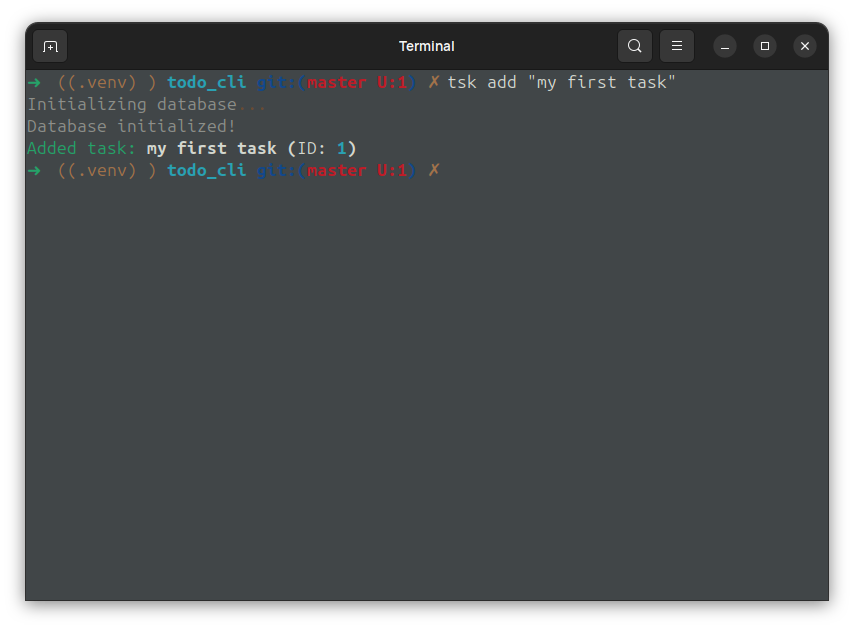 Terminal
➜ ((.venv) ) todo_cli git:(master U:1) ✗ tsk add "my first task"
Initializing database...
Database initialized!
Added task: my first task (ID: 1)
➜ ((.venv) ) todo_cli git:(master U:1) ✗